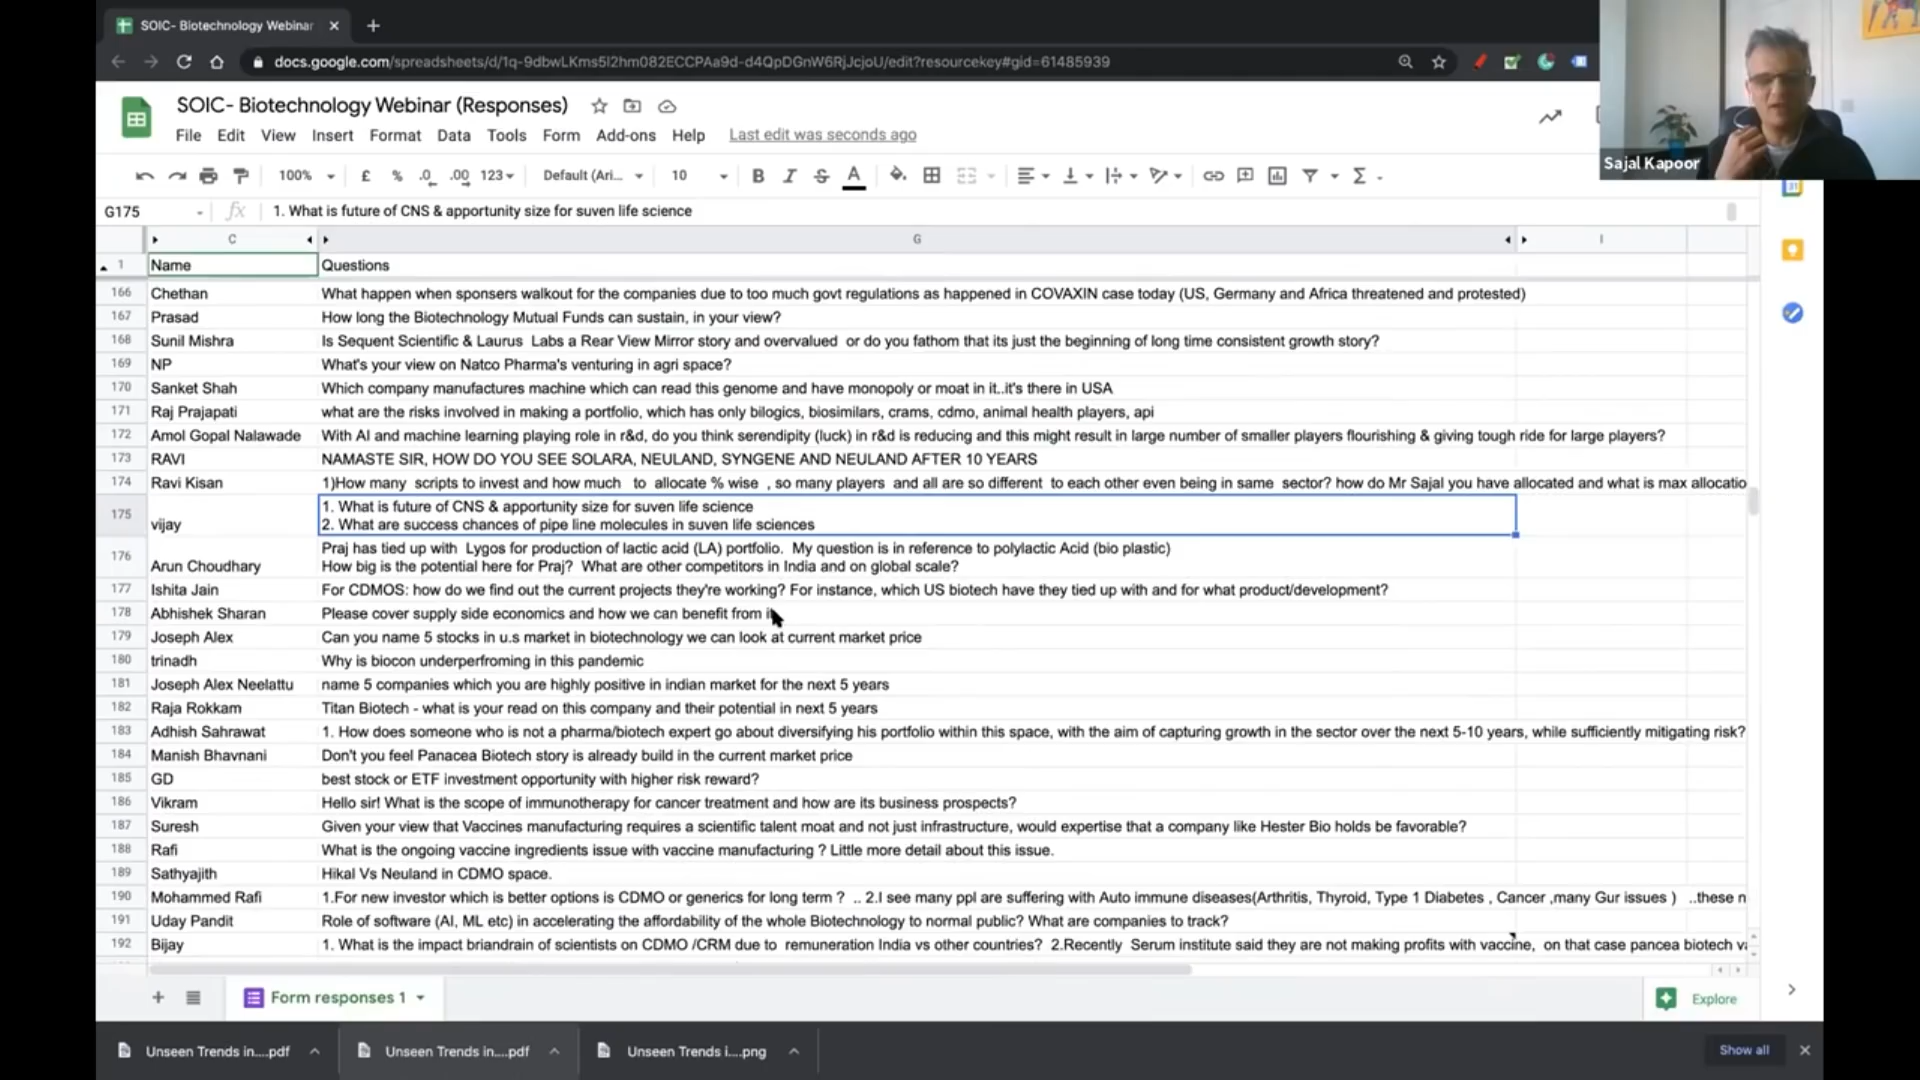 SOIC- Biotechnology Webinar
docs.google.com/spreadsheets/d/1q-9dbwLKms5l2hm082ECCPAa9d-d4QpDGnW6RjJcjoU/edit?resourcekey#gid=61485939
SOIC- Biotechnology Webinar (Responses)
File Edit View Insert Format Data Tools Form Add-ons Help Last edit was seconds ago
Sajal Kapoor
100% £ % .0 .00 123 Default (Ari... 10 B I S A Σ
G175 fx 1. What is future of CNS & apportunity size for suven life science
C G I
1 Name Questions
166 Chethan What happen when sponsers walkout for the companies due to too much govt regulations as happened in COVAXIN case today (US, Germany and Africa threatened and protested)
167 Prasad How long the Biotechnology Mutual Funds can sustain, in your view?
168 Sunil Mishra Is Sequent Scientific & Laurus Labs a Rear View Mirror story and overvalued or do you fathom that its just the beginning of long time consistent growth story?
169 NP What's your view on Natco Pharma's venturing in agri space?
170 Sanket Shah Which company manufactures machine which can read this genome and have monopoly or moat in it..it's there in USA
171 Raj Prajapati what are the risks involved in making a portfolio, which has only bilogics, biosimilars, crams, cdmo, animal health players, api
172 Amol Gopal Nalawade With AI and machine learning playing role in r&d, do you think serendipity (luck) in r&d is reducing and this might result in large number of smaller players flourishing & giving tough ride for large players?
173 RAVI NAMASTE SIR, HOW DO YOU SEE SOLARA, NEULAND, SYNGENE AND NEULAND AFTER 10 YEARS
174 Ravi Kisan 1)How many scripts to invest and how much to allocate % wise , so many players and all are so different to each other even being in same sector? how do Mr Sajal you have allocated and what is max allocatio
1. What is future of CNS & apportunity size for suven life science
175 vijay 2. What are success chances of pipe line molecules in suven life sciences
Praj has tied up with Lygos for production of lactic acid (LA) portfolio. My question is in reference to polylactic Acid (bio plastic)
176 Arun Choudhary How big is the potential here for Praj? What are other competitors in India and on global scale?
177 Ishita Jain For CDMOS: how do we find out the current projects they're working? For instance, which US biotech have they tied up with and for what product/development?
178 Abhishek Sharan Please cover supply side economics and how we can benefit from it
179 Joseph Alex Can you name 5 stocks in u.s market in biotechnology we can look at current market price
180 trinadh Why is biocon underperfroming in this pandemic
181 Joseph Alex Neelattu name 5 companies which you are highly positive in indian market for the next 5 years
182 Raja Rokkam Titan Biotech - what is your read on this company and their potential in next 5 years
183 Adhish Sahrawat 1. How does someone who is not a pharma/biotech expert go about diversifying his portfolio within this space, with the aim of capturing growth in the sector over the next 5-10 years, while sufficiently mitigating risk?
184 Manish Bhavnani Don't you feel Panacea Biotech story is already build in the current market price
185 GD best stock or ETF investment opportunity with higher risk reward?
186 Vikram Hello sir! What is the scope of immunotherapy for cancer treatment and how are its business prospects?
187 Suresh Given your view that Vaccines manufacturing requires a scientific talent moat and not just infrastructure, would expertise that a company like Hester Bio holds be favorable?
188 Rafi What is the ongoing vaccine ingredients issue with vaccine manufacturing ? Little more detail about this issue.
189 Sathyajith Hikal Vs Neuland in CDMO space.
190 Mohammed Rafi 1.For new investor which is better options is CDMO or generics for long term ? .. 2.I see many ppl are suffering with Auto immune diseases(Arthritis, Thyroid, Type 1 Diabetes , Cancer ,many Gur issues ) ..these n
191 Uday Pandit Role of software (AI, ML etc) in accelerating the affordability of the whole Biotechnology to normal public? What are companies to track?
192 Bijay 1. What is the impact briandrain of scientists on CDMO /CRM due to remuneration India vs other countries? 2.Recently Serum institute said they are not making profits with vaccine, on that case pancea biotech va
Form responses 1 Explore
Unseen Trends in....pdf Unseen Trends in....pdf Unseen Trends i....png Show all